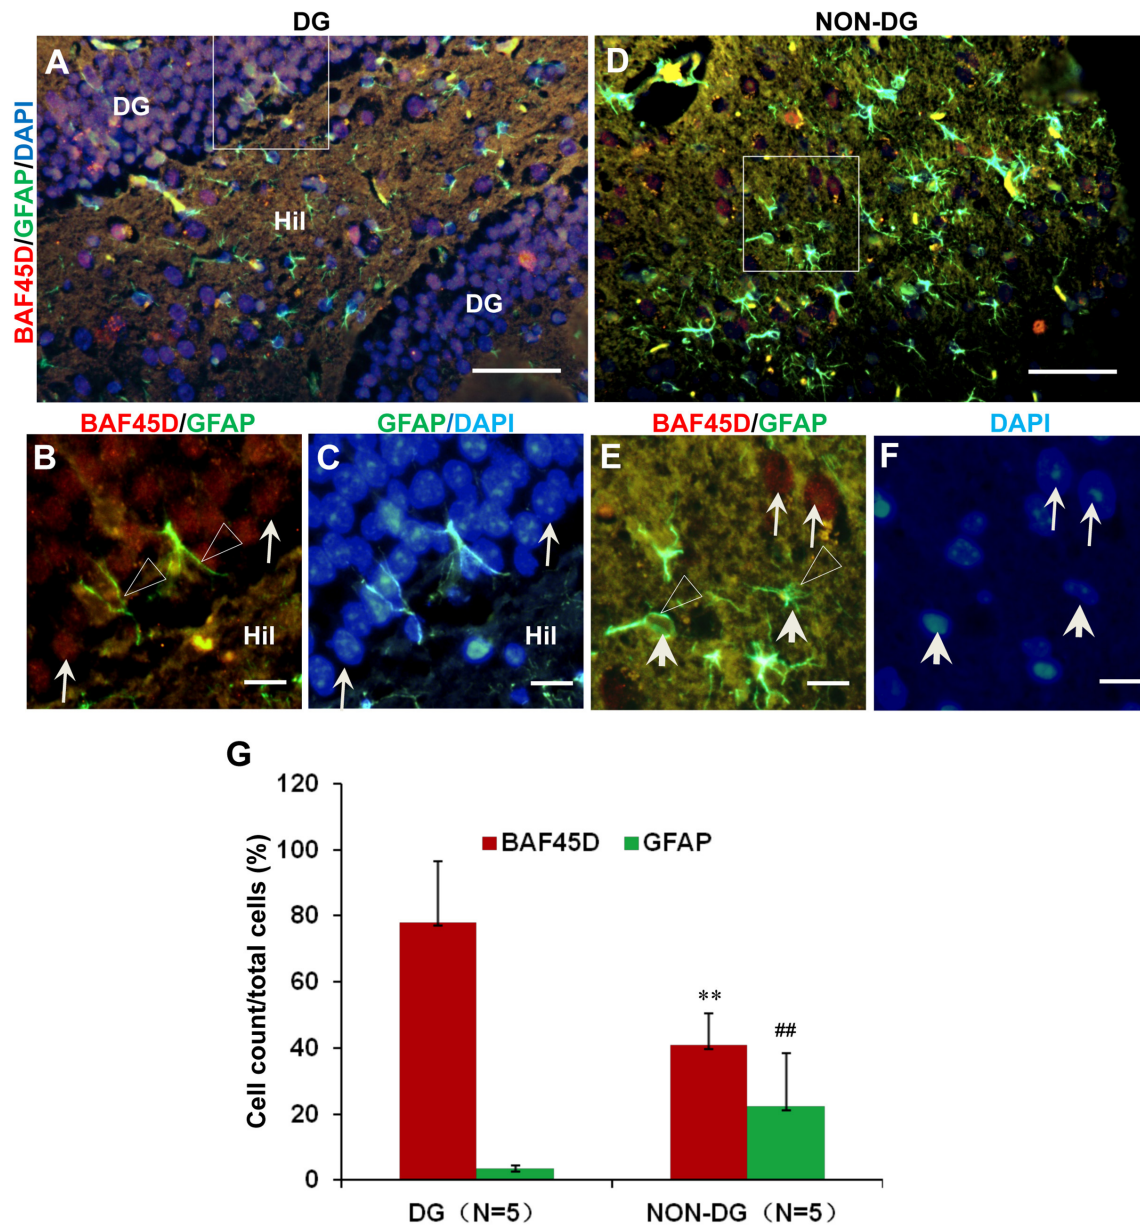 DG
NON-DG
BAF45D/GFAP/DAPI
A
DG
Hil
DG
D
BAF45D/GFAP
GFAP/DAPI
BAF45D/GFAP
DAPI
B
Hil
C
Hil
E
F
G
Cell count/total cells (%)
120
100
80
60
40
20
0
BAF45D
GFAP
**
##
DG（N=5）
NON-DG（N=5）